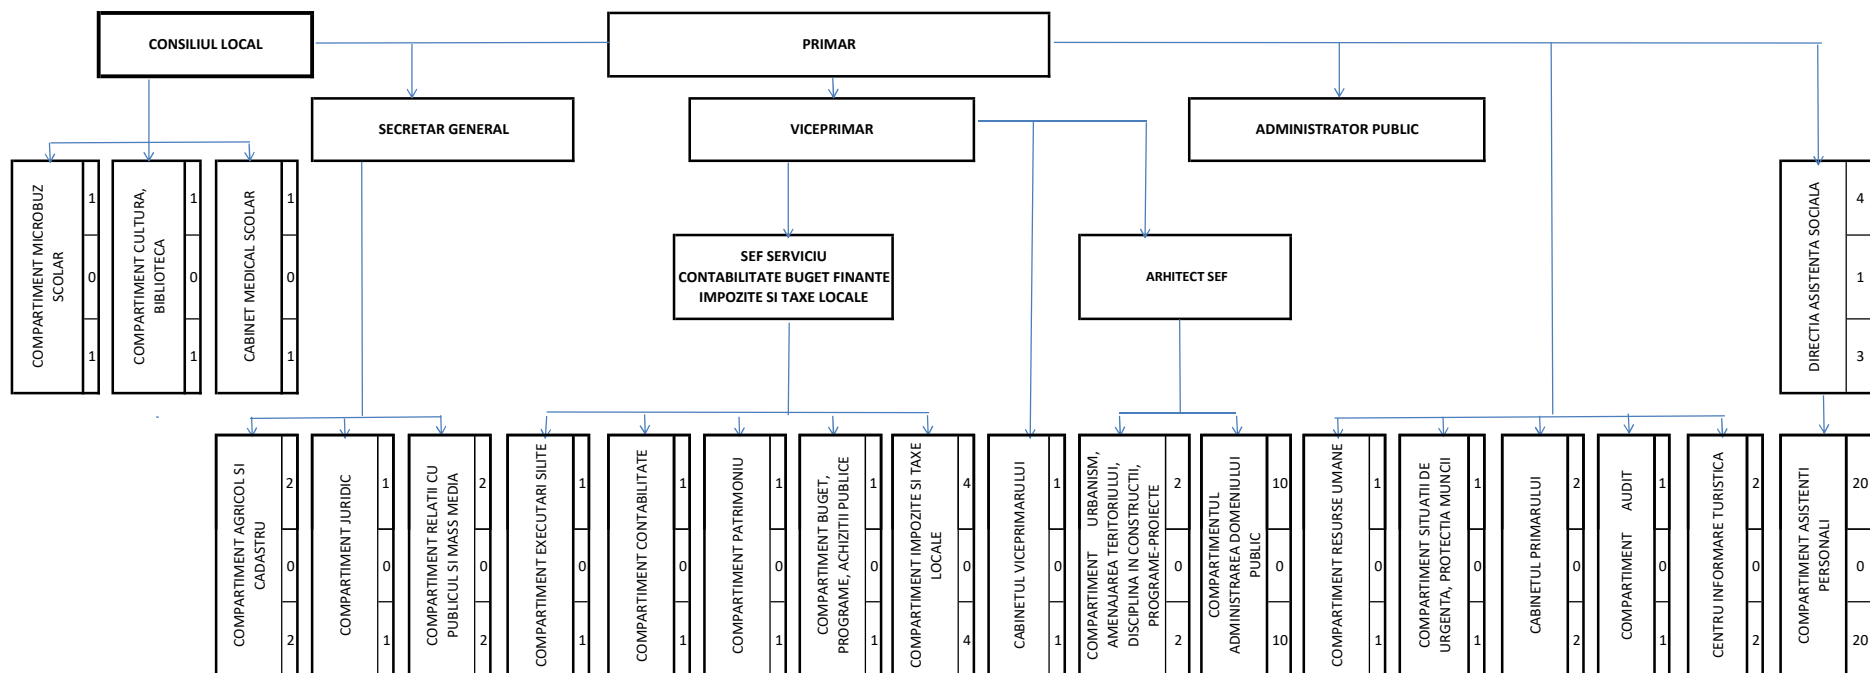 CONSILIUL LOCAL
PRIMAR
SECRETAR GENERAL
VICEPRIMAR
ADMINISTRATOR PUBLIC
COMPARTIMENT MICROBUZ
SCOLAR
1
0
1
COMPARTIMENT CULTURA,
BIBLIOTECA
1
0
1
CABINET MEDICAL SCOLAR
1
0
1
SEF SERVICIU
CONTABILITATE BUGET FINANTE
IMPOZITE SI TAXE LOCALE
ARHITECT SEF
DIRECTIA ASISTENTA SOCIALA
4
1
3
COMPARTIMENT AGRICOL SI
CADASTRU
2
0
2
COMPARTIMENT JURIDIC
1
0
1
COMPARTIMENT RELATII CU
PUBLICUL SI MASS MEDIA
2
0
2
COMPARTIMENT EXECUTARI SILITE
1
0
1
COMPARTIMENT CONTABILITATE
1
0
1
COMPARTIMENT PATRIMONIU
1
0
1
COMPARTIMENT BUGET,
PROGRAME, ACHIZITII PUBLICE
1
0
1
COMPARTIMENT IMPOZITE SI TAXE
LOCALE
4
0
4
CABINETUL VICEPRIMARULUI
1
0
1
COMPARTIMENT URBANISM,
AMENAJAREA TERITORIULUI,
DISCIPLINA IN CONSTRUCTII,
PROGRAME-PROIECTE
2
0
2
COMPARTIMENTUL
ADMINISTRAREA DOMENIULUI
PUBLIC
10
0
10
COMPARTIMENT RESURSE UMANE
1
0
1
COMPARTIMENT SITUATII DE
URGENTA, PROTECTIA MUNCII
1
0
1
CABINETUL PRIMARULUI
2
0
2
COMPARTIMENT AUDIT
1
0
1
CENTRU INFORMARE TURISTICA
2
0
2
COMPARTIMENT ASISTENTI
PERSONALI
20
0
20